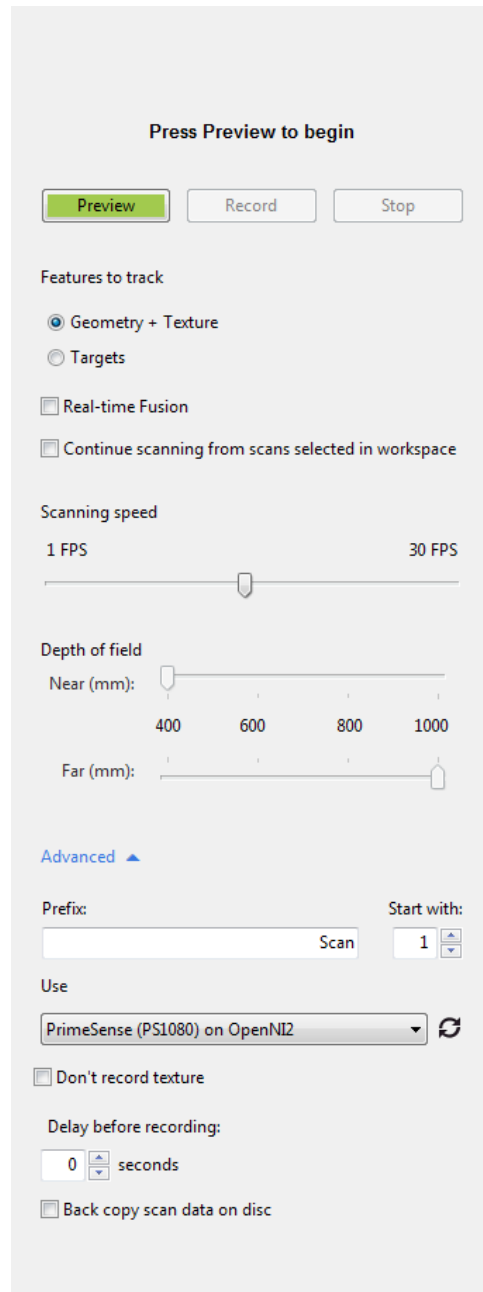 Press Preview to begin
Preview Record Stop
Features to track
Geometry + Texture
Targets
Real-time Fusion
Continue scanning from scans selected in workspace
Scanning speed
1 FPS 30 FPS
Depth of field
Near (mm):
400 600 800 1000
Far (mm):
Advanced
Prefix: Start with:
Scan 1
Use
PrimeSense (PS1080) on OpenNI2
Don't record texture
Delay before recording:
0 seconds
Back copy scan data on disc